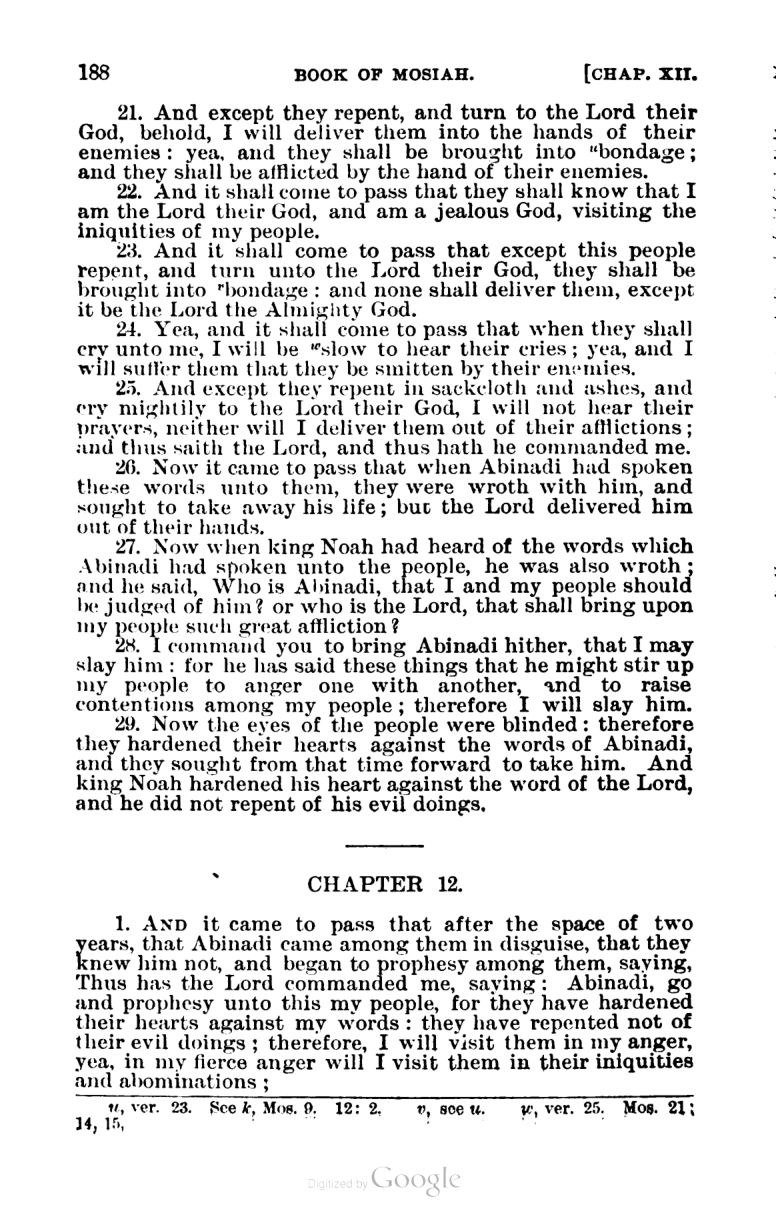 188 BOOK OF MOSIAH. [CHAP. XII.
21. And except they repent, and turn to the Lord their
God, behold, I will deliver them into the hands of their
enemies: yea, and they shall be brought into "bondage;
and they shall be afflicted by the hand of their enemies.
22. And it shall come to pass that they shall know that I
am the Lord their God, and am a jealous God, visiting the
iniquities of my people.
23. And it shall come to pass that except this people
repent, and turn unto the Lord their God, they shall be
brought into ᵛbondage: and none shall deliver them, except
it be the Lord the Almighty God.
24. Yea, and it shall come to pass that when they shall
cry unto me, I will be ʷslow to hear their cries; yea, and I
will suffer them that they be smitten by their enemies.
25. And except they repent in sackcloth and ashes, and
cry mightily to the Lord their God, I will not hear their
prayers, neither will I deliver them out of their afflictions;
and thus saith the Lord, and thus hath he commanded me.
26. Now it came to pass that when Abinadi had spoken
these words unto them, they were wroth with him, and
sought to take away his life; but the Lord delivered him
out of their hands.
27. Now when king Noah had heard of the words which
Abinadi had spoken unto the people, he was also wroth;
and he said, Who is Abinadi, that I and my people should
be judged of him? or who is the Lord, that shall bring upon
my people such great affliction?
28. I command you to bring Abinadi hither, that I may
slay him: for he has said these things that he might stir up
my people to anger one with another, and to raise
contentions among my people; therefore I will slay him.
29. Now the eyes of the people were blinded: therefore
they hardened their hearts against the words of Abinadi,
and they sought from that time forward to take him. And
king Noah hardened his heart against the word of the Lord,
and he did not repent of his evil doings.
CHAPTER 12.
1. AND it came to pass that after the space of two
years, that Abinadi came among them in disguise, that they
knew him not, and began to prophesy among them, saying,
Thus has the Lord commanded me, saying: Abinadi, go
and prophesy unto this my people, for they have hardened
their hearts against my words: they have repented not of
their evil doings; therefore, I will visit them in my anger,
yea, in my fierce anger will I visit them in their iniquities
and abominations;
u, ver. 23. See k, Mos. 9. 12: 2. v, see u. w, ver. 25. Mos. 21:
14, 15,
Digitized by Google